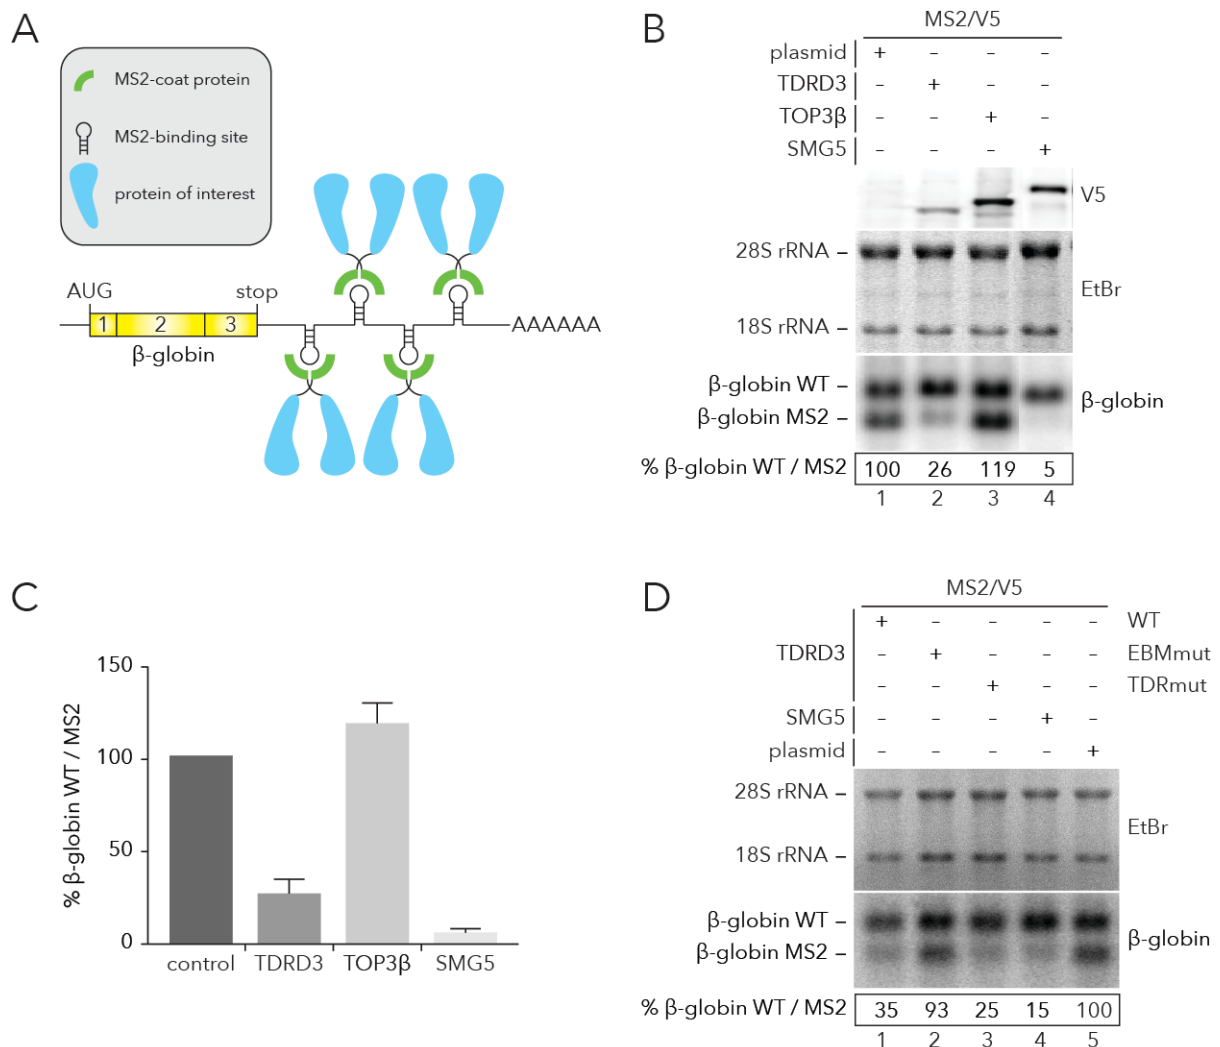 A
MS2-coat protein
MS2-binding site
protein of interest
AUG
stop
1 2 3
AAAAAA
β-globin
B
MS2/V5
plasmid + – – –
TDRD3 – + – –
TOP3β – – + –
SMG5 – – – +
V5
28S rRNA –
EtBr
18S rRNA –
β-globin WT –
β-globin
β-globin MS2 –
% β-globin WT / MS2 100 26 119 5
1 2 3 4
C
% β-globin WT / MS2
150
100
50
0
control TDRD3 TOP3β SMG5
D
MS2/V5
+ – – – – WT
TDRD3 – + – – – EBMmut
– – + – – TDRmut
SMG5 – – – + –
plasmid – – – – +
28S rRNA –
EtBr
18S rRNA –
β-globin WT –
β-globin
β-globin MS2 –
% β-globin WT / MS2 35 93 25 15 100
1 2 3 4 5